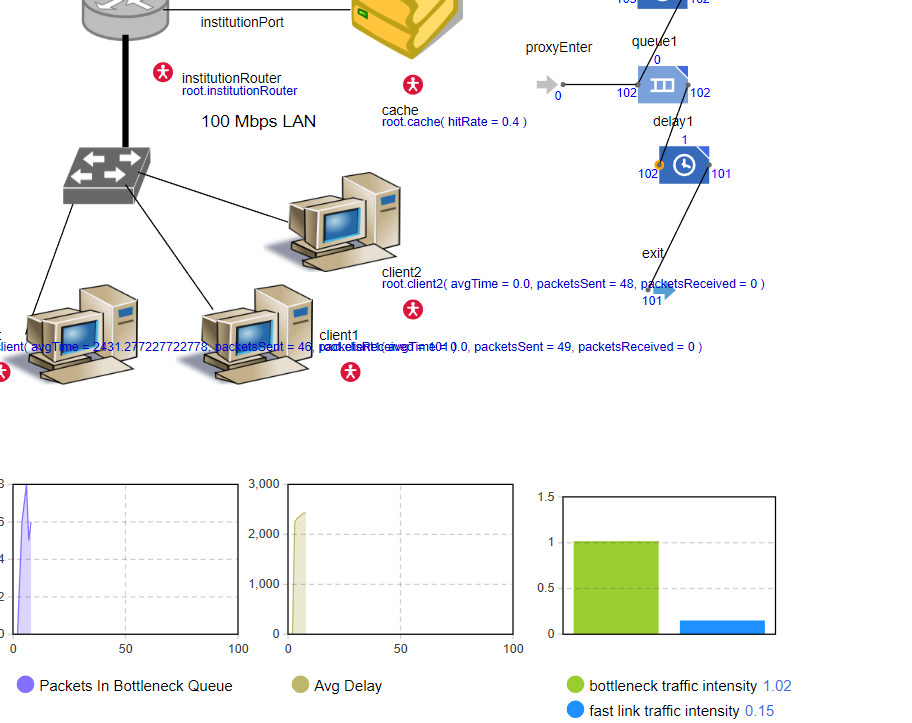 institutionPort
103
102
proxyEnter
queue1
0
institutionRouter
root.institutionRouter
0
102
102
cache
root.cache( hitRate = 0.4 )
100 Mbps LAN
delay1
1
102
101
exit
client2
root.client2( avgTime = 0.0, packetsSent = 48, packetsReceived = 0 )
101
client1
client( avgTime = 2431.277227722778, packetsSent = 46,
= 0.0, packetsSent = 49, packetsReceived = 0 )
8
6
4
2
0
0
50
100
Packets In Bottleneck Queue
3,000
2,000
1,000
0
0
50
100
Avg Delay
1.5
1
0.5
0
bottleneck traffic intensity 1.02
fast link traffic intensity 0.15